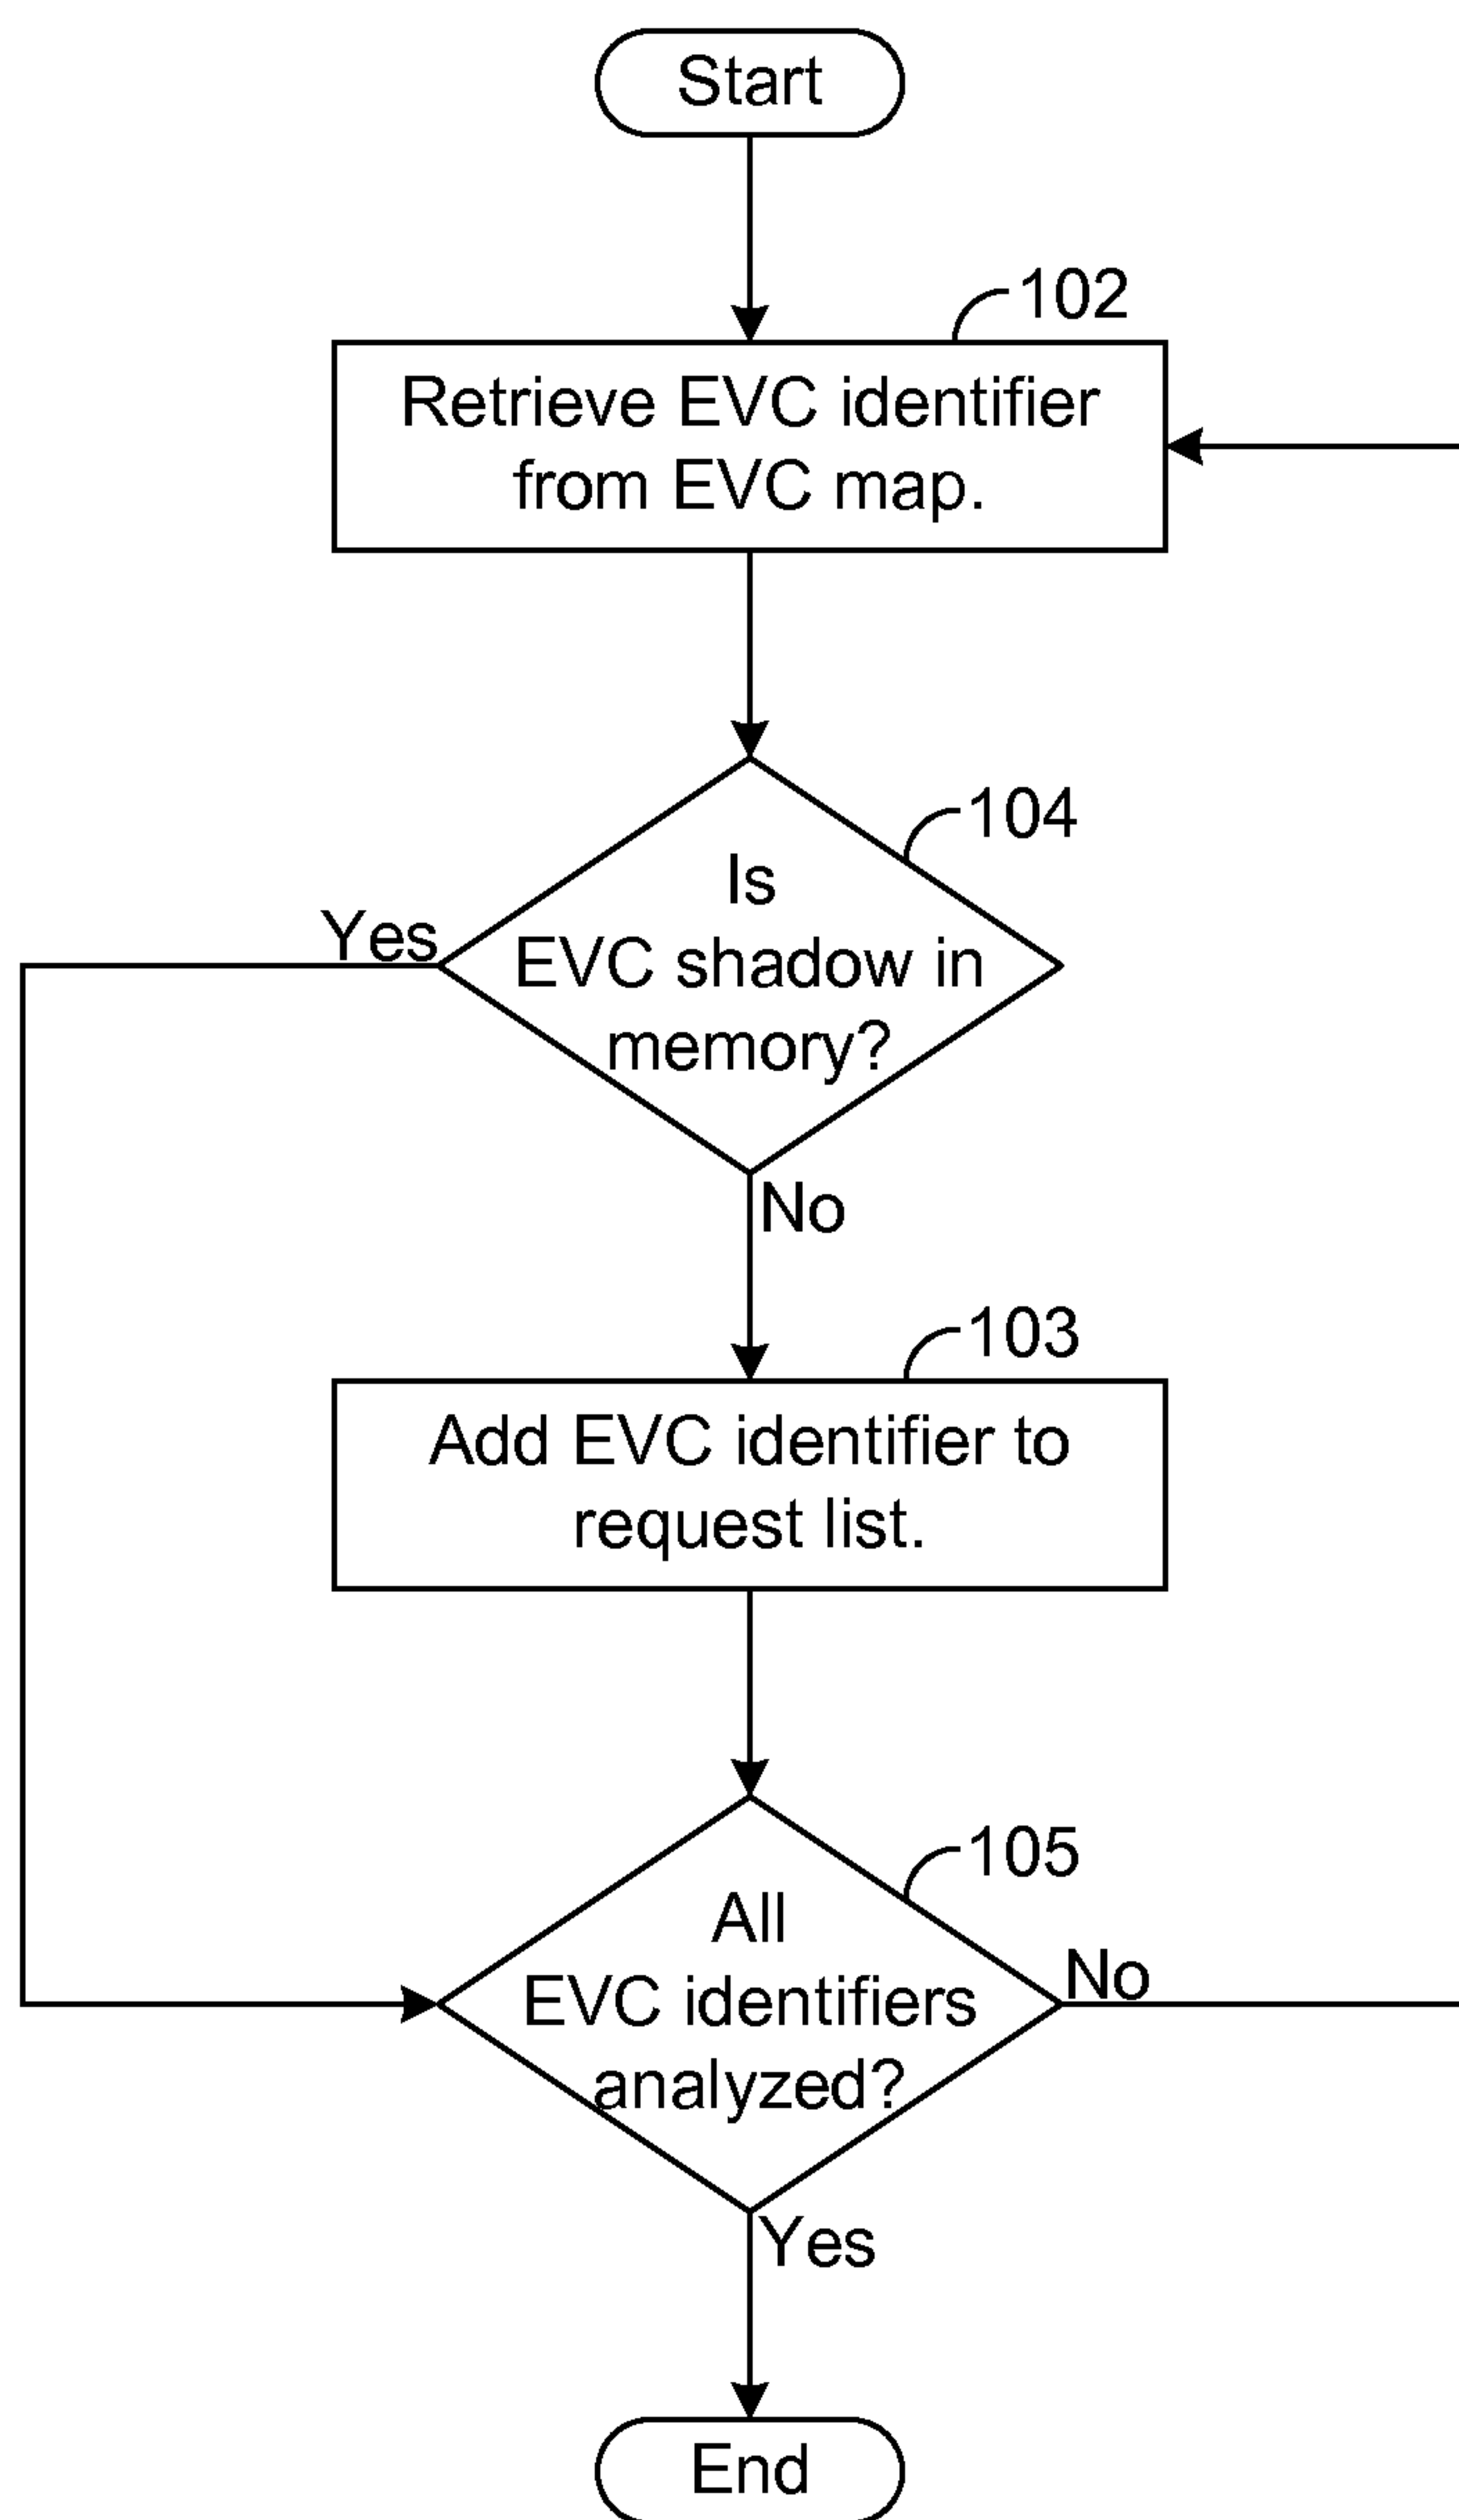 Start
102
Retrieve EVC identifier
from EVC map.
104
Is
EVC shadow in
memory?
Yes
No
103
Add EVC identifier to
request list.
105
All
EVC identifiers
analyzed?
No
Yes
End